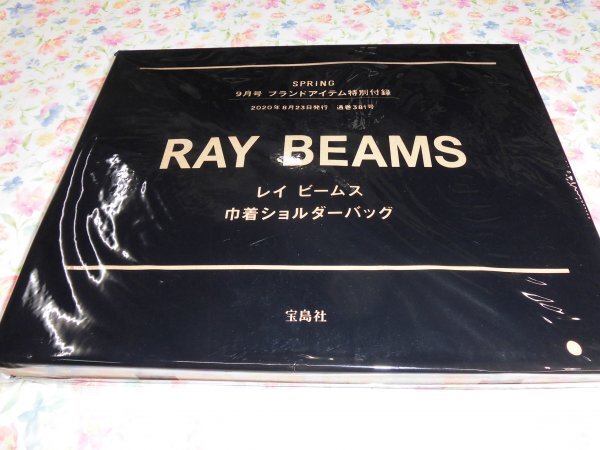 SPRiNG
9月号 ブランドアイテム特別付録
2020年8月23日発行 通巻381号
RAY BEAMS
レイ ビームス
巾着ショルダーバッグ
宝島社